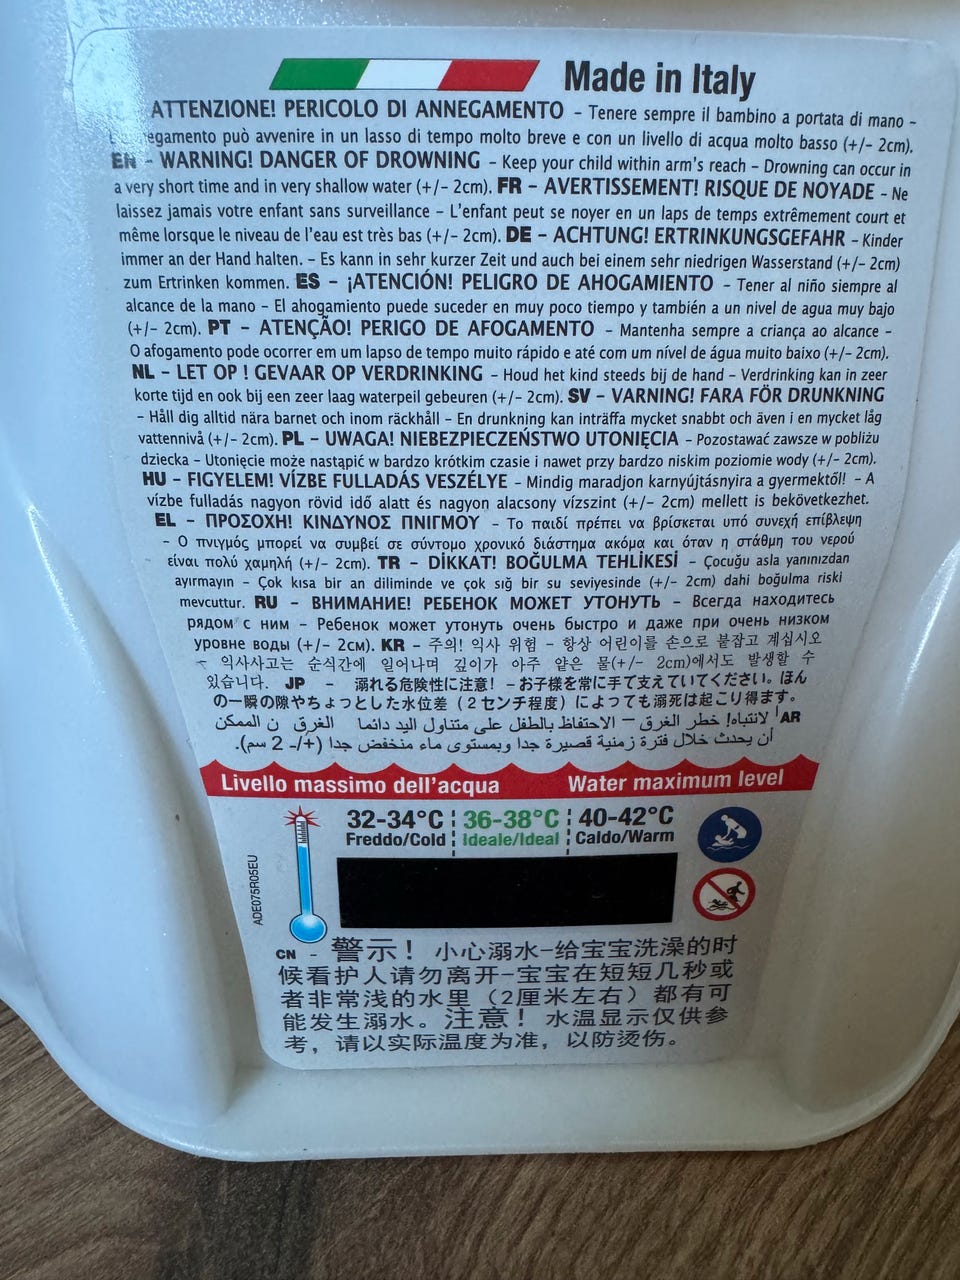 Made in Italy
ATTENZIONE! PERICOLO DI ANNEGAMENTO – Tenere sempre il bambino a portata di mano –
può avvenire in un lasso di tempo molto breve e con un livello di acqua molto basso (+/– 2cm).
EN – WARNING! DANGER OF DROWNING – Keep your child within arm's reach – Drowning can occur in
a very short time and in very shallow water (+/– 2cm). FR – AVERTISSEMENT! RISQUE DE NOYADE – Ne
laissez jamais votre enfant sans surveillance – L'enfant peut se noyer en un laps de temps extrêmement court et
même lorsque le niveau de l'eau est très bas (+/– 2cm). DE – ACHTUNG! ERTRINKUNGSGEFAHR – Kinder
immer an der Hand halten. – Es kann in sehr kurzer Zeit und auch bei einem sehr niedrigen Wasserstand (+/– 2cm)
zum Ertrinken kommen. ES – ¡ATENCIÓN! PELIGRO DE AHOGAMIENTO – Tener al niño siempre al
alcance de la mano – El ahogamiento puede suceder en muy poco tiempo y también a un nivel de agua muy bajo
(+/– 2cm). PT – ATENÇÃO! PERIGO DE AFOGAMENTO – Mantenha sempre a criança ao alcance –
O afogamento pode ocorrer em um lapso de tempo muito rápido e até com um nível de água muito baixo (+/– 2cm).
NL – LET OP ! GEVAAR OP VERDRINKING – Houd het kind steeds bij de hand – Verdrinking kan in zeer
korte tijd en ook bij een zeer laag waterpeil gebeuren (+/– 2cm). SV – VARNING! FARA FÖR DRUNKNING
– Håll dig alltid nära barnet och inom räckhåll – En drunkning kan inträffa mycket snabbt och även i en mycket låg
vattennivå (+/– 2cm). PL – UWAGA! NIEBEZPIECZEŃSTWO UTONIĘCIA – Pozostawać zawsze w pobliżu
dziecka – Utonięcie może nastąpić w bardzo krótkim czasie i nawet przy bardzo niskim poziomie wody (+/– 2cm).
HU – FIGYELEM! VÍZBE FULLADÁS VESZÉLYE – Mindig maradjon karnyújtásnyira a gyermektől! – A
vízbe fulladás nagyon rövid idő alatt és nagyon alacsony vízszint (+/– 2cm) mellett is bekövetkezhet.
EL – ΠΡΟΣΟΧΗ! ΚΙΝΔΥΝΟΣ ΠΝΙΓΜΟΥ – Το παιδί πρέπει να βρίσκεται υπό συνεχή επίβλεψη
– Ο πνιγμός μπορεί να συμβεί σε σύντομο χρονικό διάστημα ακόμα και όταν η στάθμη του νερού
είναι πολύ χαμηλή (+/– 2cm). TR – DİKKAT! BOĞULMA TEHLİKESİ – Çocuğu asla yanınızdan
ayırmayın – Çok kısa bir an diliminde ve çok sığ bir su seviyesinde (+/– 2cm) dahi boğulma riski
mevcuttur. RU – ВНИМАНИЕ! РЕБЕНОК МОЖЕТ УТОНУТЬ – Всегда находитесь
рядом с ним – Ребенок может утонуть очень быстро и даже при очень низком
уровне воды (+/– 2см). KR – 주의! 익사 위험 – 항상 어린이를 손으로 붙잡고 계십시오
– 익사사고는 순식간에 일어나며 깊이가 아주 얕은 물(+/– 2cm)에서도 발생할 수
있습니다. JP – 溺れる危険性に注意! –お子様を常に手で支えていてください。ほん
の一瞬の隙やちょっとした水位差（2センチ程度）によっても溺死は起こり得ます。
AR لانتباه! خطر الغرق – الاحتفاظ بالطفل على متناول اليد دائما الغرق ن الممكن
أن يحدث خلال فترة زمنية قصيرة جدا وبمستوى ماء منخفض جدا (+/- 2 سم).
Livello massimo dell'acqua Water maximum level
32-34°C 36-38°C 40-42°C
Freddo/Cold Ideale/Ideal Caldo/Warm
ADE075R05EU
CN – 警示！ 小心溺水–给宝宝洗澡的时
候看护人请勿离开–宝宝在短短几秒或
者非常浅的水里（2厘米左右）都有可
能发生溺水。注意！ 水温显示仅供参
考，请以实际温度为准，以防烫伤。